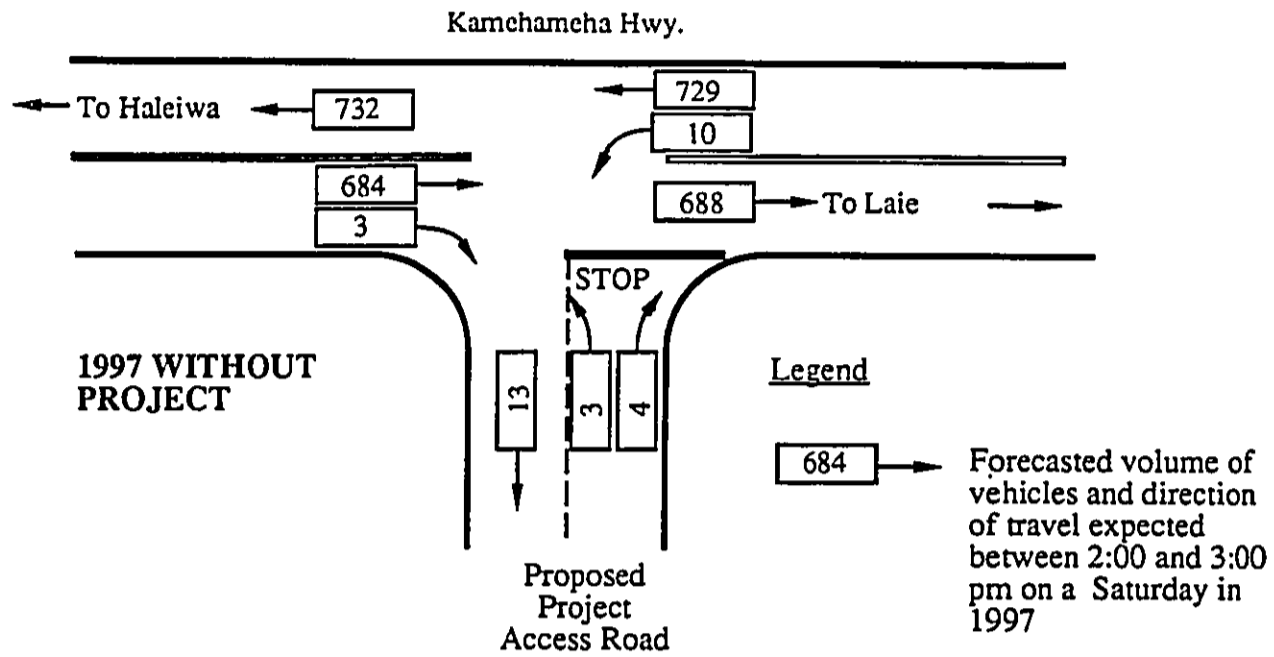 Kamehameha Hwy.
To Haleiwa
732
729
10
684
3
688
To Laie
STOP
1997 WITHOUT
PROJECT
13
3
4
Legend
684
Forecasted volume of
vehicles and direction
of travel expected
between 2:00 and 3:00
pm on a Saturday in
1997
Proposed
Project
Access Road